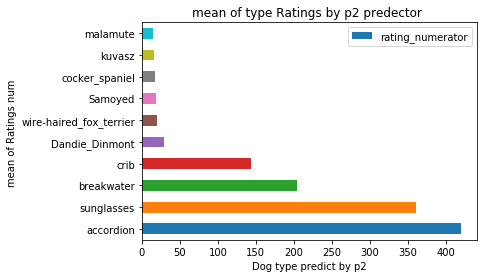 mean of type Ratings by p2 predector
rating_numerator
mean of Ratings num
malamute
kuvasz
cocker_spaniel
Samoyed
wire-haired_fox_terrier
Dandie_Dinmont
crib
breakwater
sunglasses
accordion
0 50 100 150 200 250 300 350 400
Dog type predict by p2